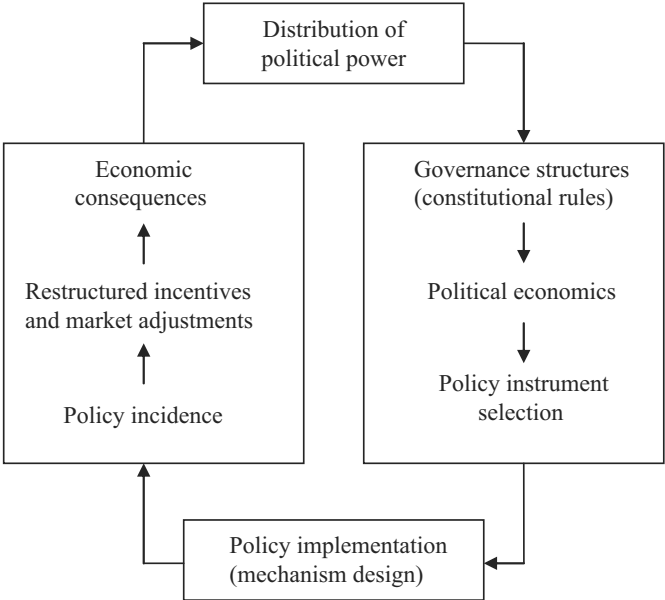 Distribution of
political power
Governance structures
(constitutional rules)
Political economics
Policy instrument
selection
Policy implementation
(mechanism design)
Policy incidence
Restructured incentives
and market adjustments
Economic
consequences